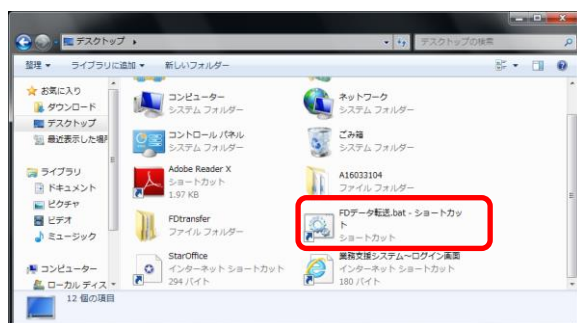 デスクトップ
デスクトップの検索
整理 ライブラリに追加 新しいフォルダー
お気に入り
ダウンロード
デスクトップ
最近表示した場所
ライブラリ
ドキュメント
ピクチャ
ビデオ
ミュージック
コンピューター
ローカル ディス
コンピューター
システム フォルダー
ネットワーク
システム フォルダー
コントロール パネル
システム フォルダー
ごみ箱
システム フォルダー
Adobe Reader X
ショートカット
1.97 KB
A16033104
ファイル フォルダー
FDtransfer
ファイル フォルダー
FDデータ転送.bat - ショートカッ
ト
ショートカット
StarOffice
インターネット ショートカット
294 バイト
業務支援システム～ログイン画面
インターネット ショートカット
180 バイト
12 個の項目